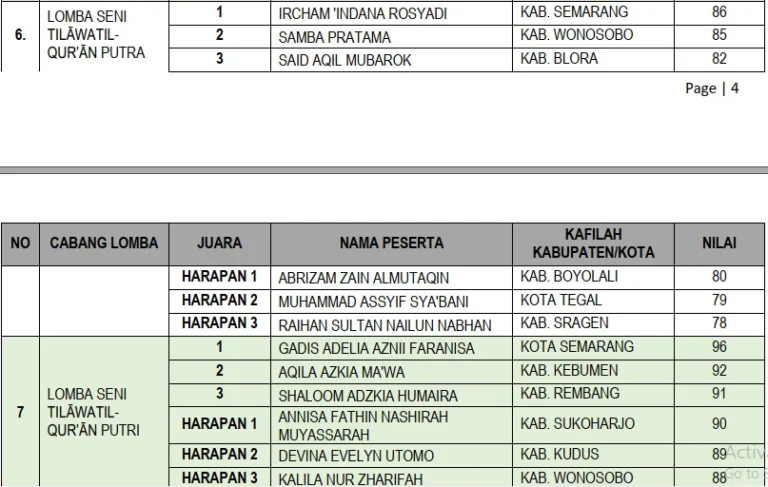 6. LOMBA SENI TILĀWATIL-QUR'ĀN PUTRA 1 IRCHAM 'INDANA ROSYADI KAB. SEMARANG 86
2 SAMBA PRATAMA KAB. WONOSOBO 85
3 SAID AQIL MUBAROK KAB. BLORA 82
Page | 4
NO CABANG LOMBA JUARA NAMA PESERTA KAFILAH KABUPATEN/KOTA NILAI
HARAPAN 1 ABRIZAM ZAIN ALMUTAQIN KAB. BOYOLALI 80
HARAPAN 2 MUHAMMAD ASSYIF SYA'BANI KOTA TEGAL 79
HARAPAN 3 RAIHAN SULTAN NAILUN NABHAN KAB. SRAGEN 78
7 LOMBA SENI TILĀWATIL-QUR'ĀN PUTRI 1 GADIS ADELIA AZNII FARANISA KOTA SEMARANG 96
2 AQILA AZKIA MA'WA KAB. KEBUMEN 92
3 SHALOOM ADZKIA HUMAIRA KAB. REMBANG 91
HARAPAN 1 ANNISA FATHIN NASHIRAH MUYASSARAH KAB. SUKOHARJO 90
HARAPAN 2 DEVINA EVELYN UTOMO KAB. KUDUS 89
HARAPAN 3 KALILA NUR ZHARIFAH KAB. WONOSOBO 88
Activa
Go to